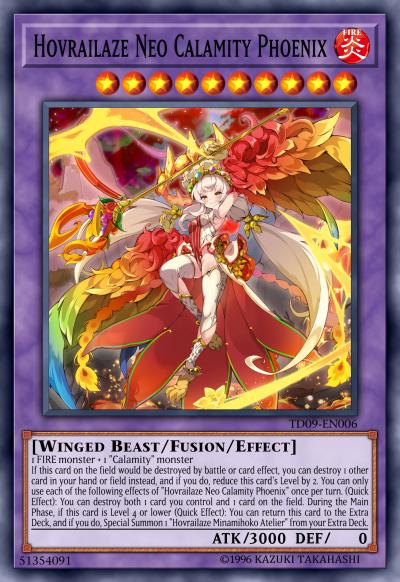 HOVRAILAZE NEO CALAMITY PHOENIX
FIRE
炎
TD09-EN006
[WINGED BEAST/FUSION/EFFECT]
1 FIRE monster + 1 "Calamity" monster
If this card on the field would be destroyed by battle or card effect, you can destroy 1 other
card in your hand or field instead, and if you do, reduce this card's Level by 2. You can only
use each of the following effects of "Hovrailaze Neo Calamity Phoenix" once per turn. (Quick
Effect): You can destroy both 1 card you control and 1 card on the field. During the Main
Phase, if this card is Level 4 or lower (Quick Effect): You can return this card to the Extra
Deck, and if you do, Special Summon 1 "Hovrailaze Minamihoko Atelier" from your Extra Deck.
ATK/3000 DEF/ 0
51354091 ©1996 KAZUKI TAKAHASHI